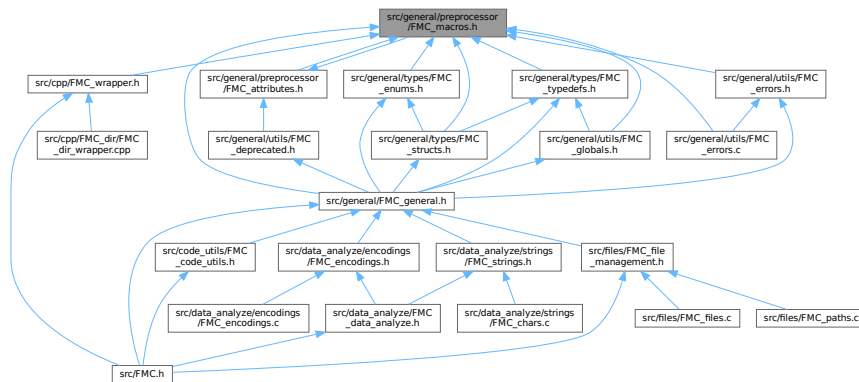 src/general/preprocessor
/FMC_macros.h
src/cpp/FMC_wrapper.h
src/general/preprocessor
/FMC_attributes.h
src/general/types/FMC
_enums.h
src/general/types/FMC
_typedefs.h
src/general/utils/FMC
_errors.h
src/cpp/FMC_dir/FMC
_dir_wrapper.cpp
src/general/utils/FMC
_deprecated.h
src/general/types/FMC
_structs.h
src/general/utils/FMC
_globals.h
src/general/utils/FMC
_errors.c
src/general/FMC_general.h
src/code_utils/FMC
_code_utils.h
src/data_analyze/encodings
/FMC_encodings.h
src/data_analyze/strings
/FMC_strings.h
src/files/FMC_file
_management.h
src/data_analyze/encodings
/FMC_encodings.c
src/data_analyze/FMC
_data_analyze.h
src/data_analyze/strings
/FMC_chars.c
src/files/FMC_files.c
src/files/FMC_paths.c
src/FMC.h